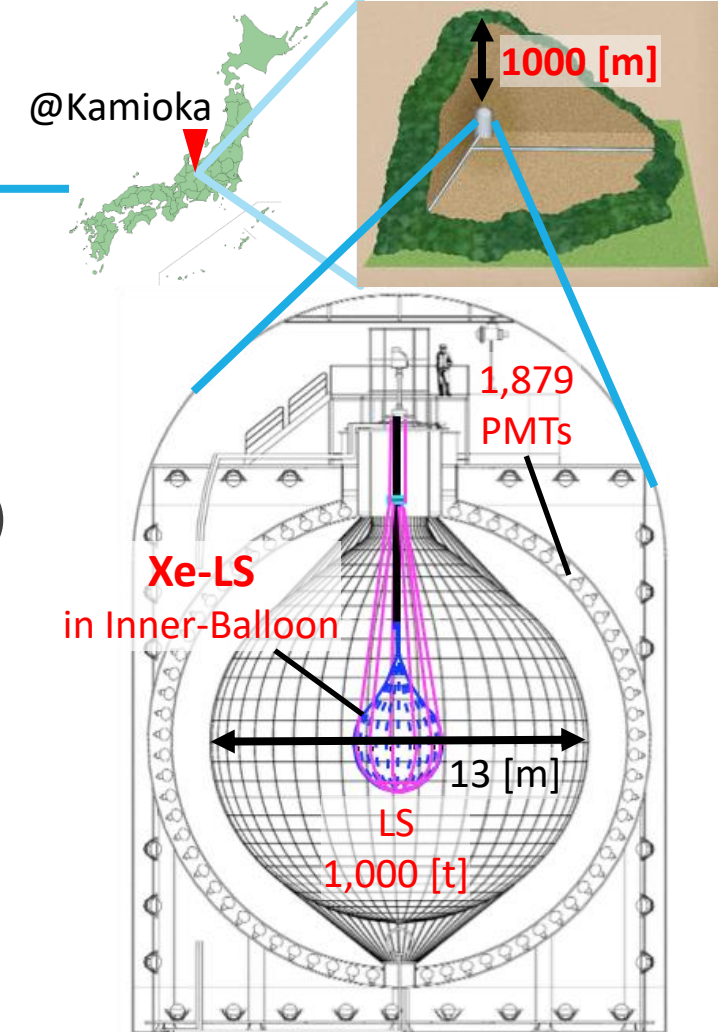 @Kamioka
1000 [m]
1,879
PMTs
Xe-LS
in Inner-Balloon
13 [m]
LS
1,000 [t]
)